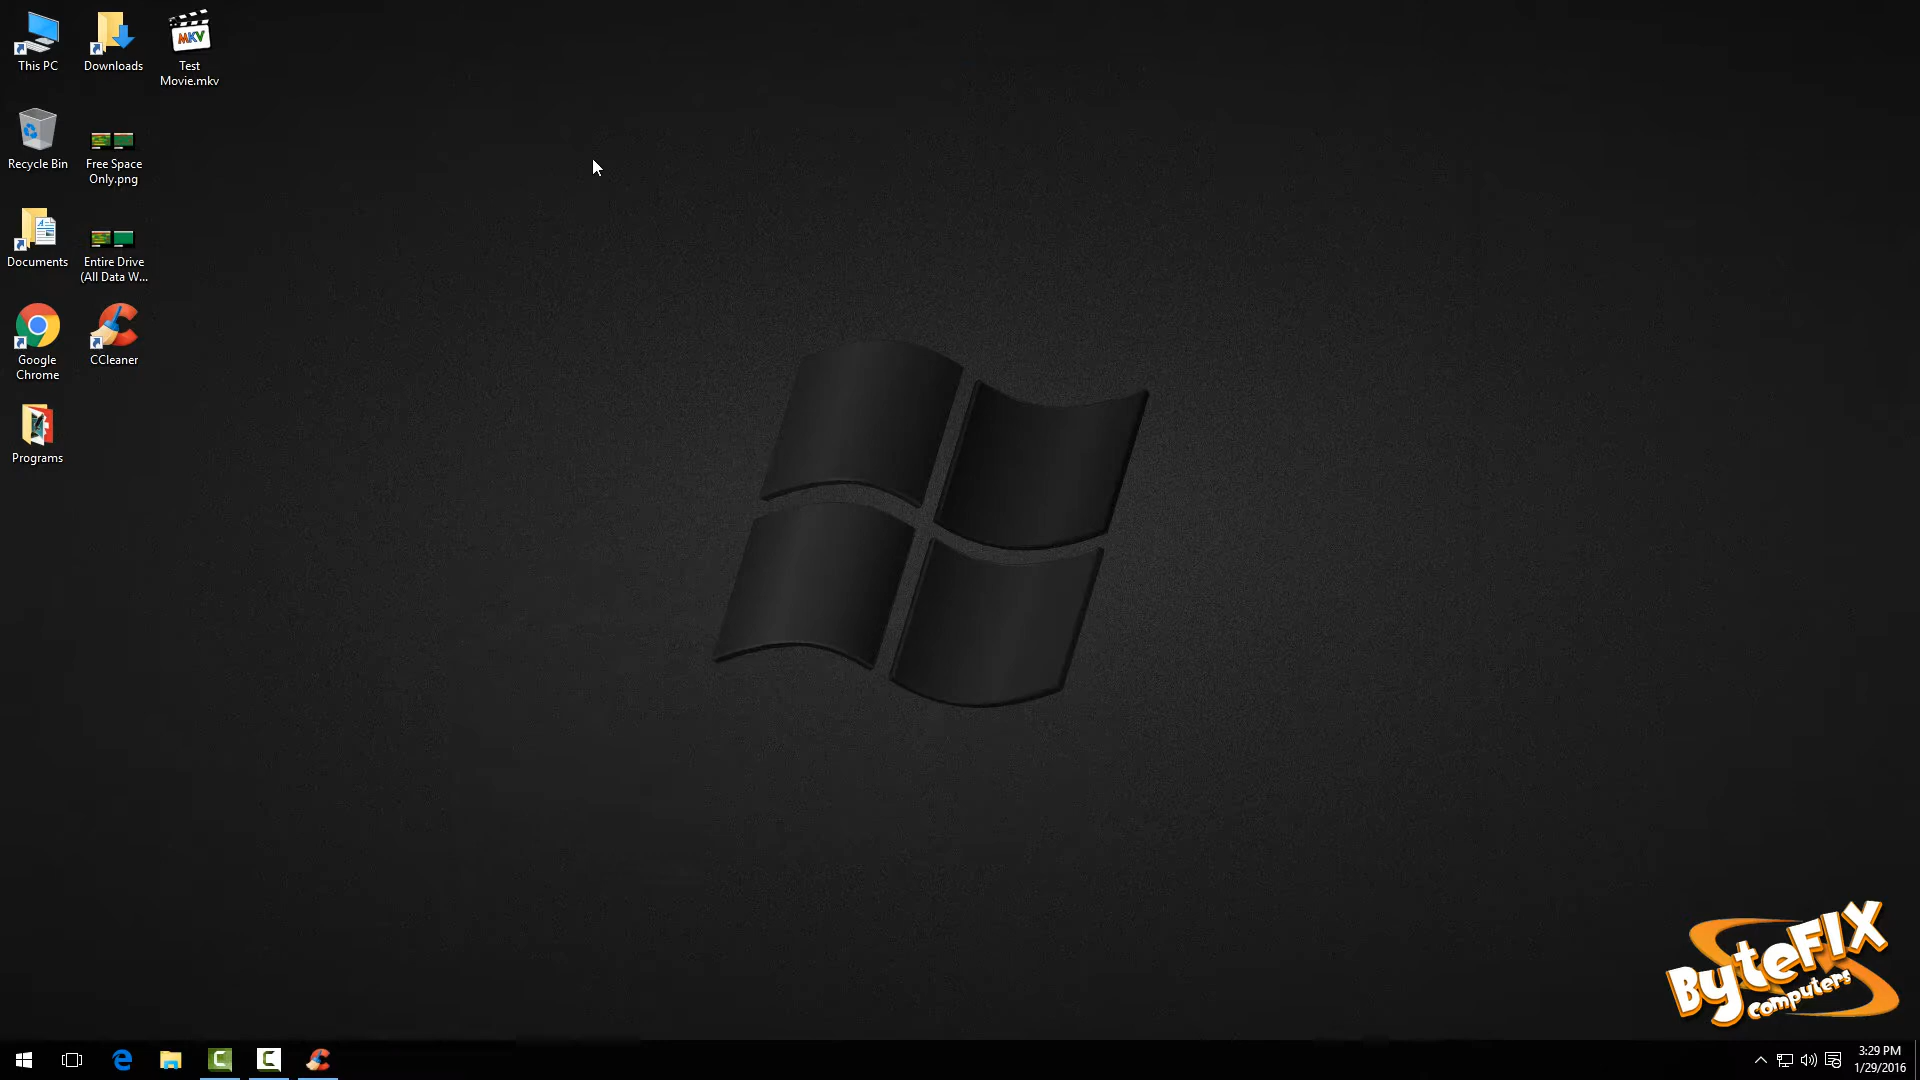 This PC
Downloads
MKV
Test
Movie.mkv
Recycle Bin
Free Space
Only.png
Documents
Entire Drive
(All Data W...
Google
Chrome
CCleaner
Programs
ByteFIX
Computers
3:29 PM
1/29/2016